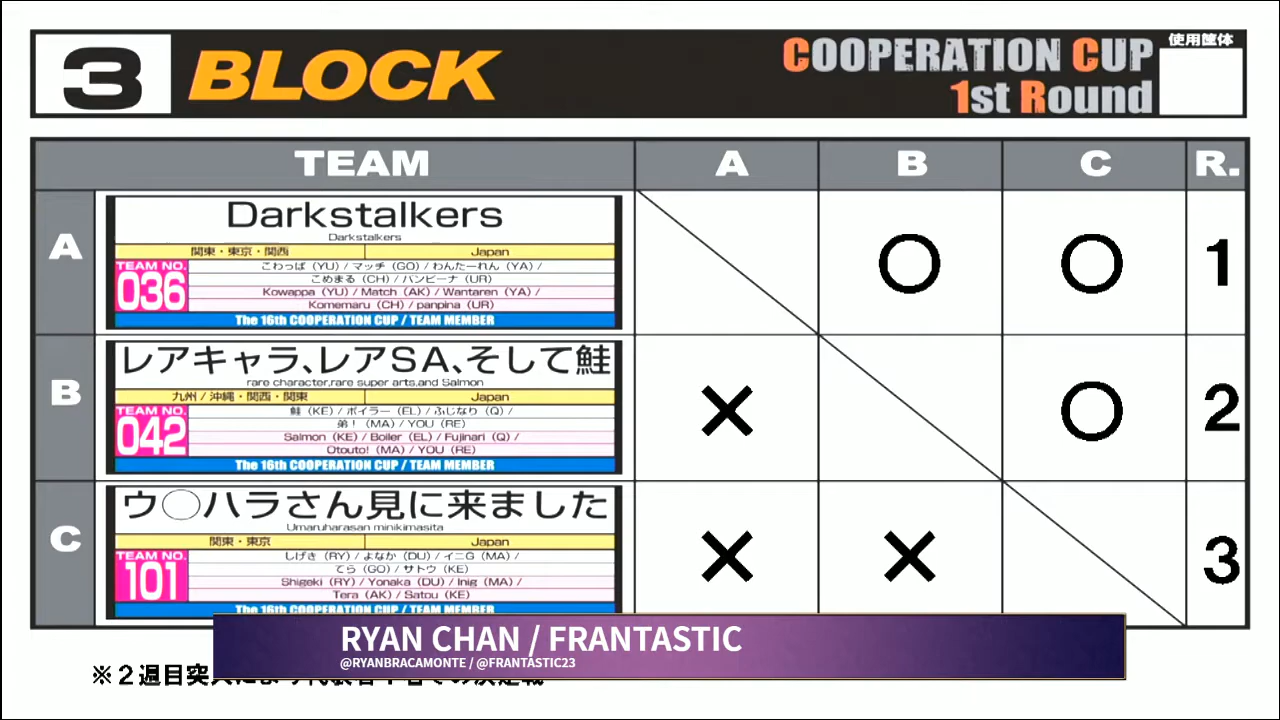 3 BLOCK
COOPERATION CUP
1st Round
使用筐体
TEAM A B C R.
A
Darkstalkers
Darkstalkers
関東・東京・関西 Japan
TEAM NO.
036
こわっぱ (YU) / マッチ (GO) / わんたーれん (YA) /
こめまる (CH) / パンピーナ (UR)
Kowappa (YU) / Match (AK) / Wantaren (YA) /
Komemaru (CH) / panpina (UR)
The 16th COOPERATION CUP / TEAM MEMBER
○ ○ 1
B
レアキャラ、レアSA、そして鮭
rare character,rare super arts,and Salmon
九州 / 沖縄・関西・関東 Japan
TEAM NO.
042
鮭 (KE) / ボイラー (EL) / ふじなり (Q) /
弟! (MA) / YOU (RE)
Salmon (KE) / Boiler (EL) / Fujinari (Q) /
Otouto! (MA) / YOU (RE)
The 16th COOPERATION CUP / TEAM MEMBER
× ○ 2
C
ウ○ハラさん見に来ました
Umaruharasan minikimasita
関東・東京 Japan
TEAM NO.
101
しげき (RY) / よなか (DU) / イニG (MA) /
てら (GO) / サトウ (KE)
Shigeki (RY) / Yonaka (DU) / Inig (MA) /
Tera (AK) / Satou (KE)
The 16th COOPERATION CUP / TEAM MEMBER
× × 3
RYAN CHAN / FRANTASTIC
@RYANBRACAMONTE / @FRANTASTIC23
※２週目突